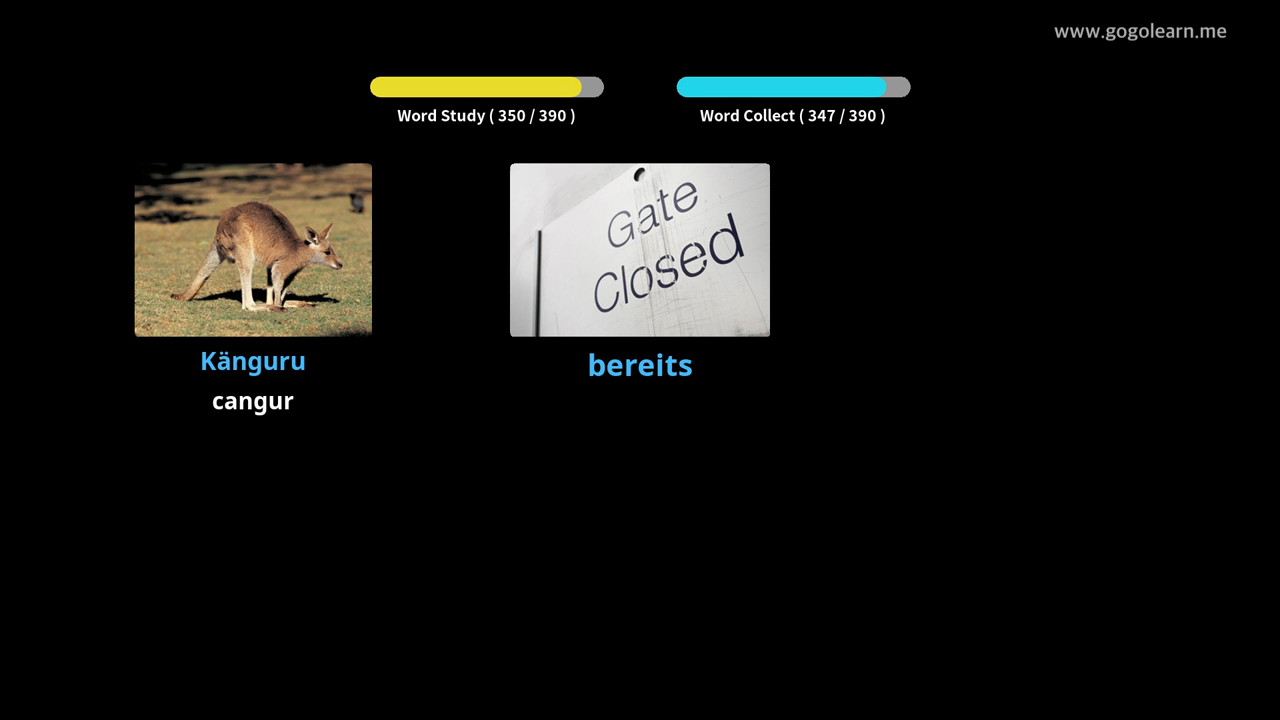 www.gogolearn.me
Word Study ( 350 / 390 )
Word Collect ( 347 / 390 )
Gate
Closed
Känguru
cangur
bereits